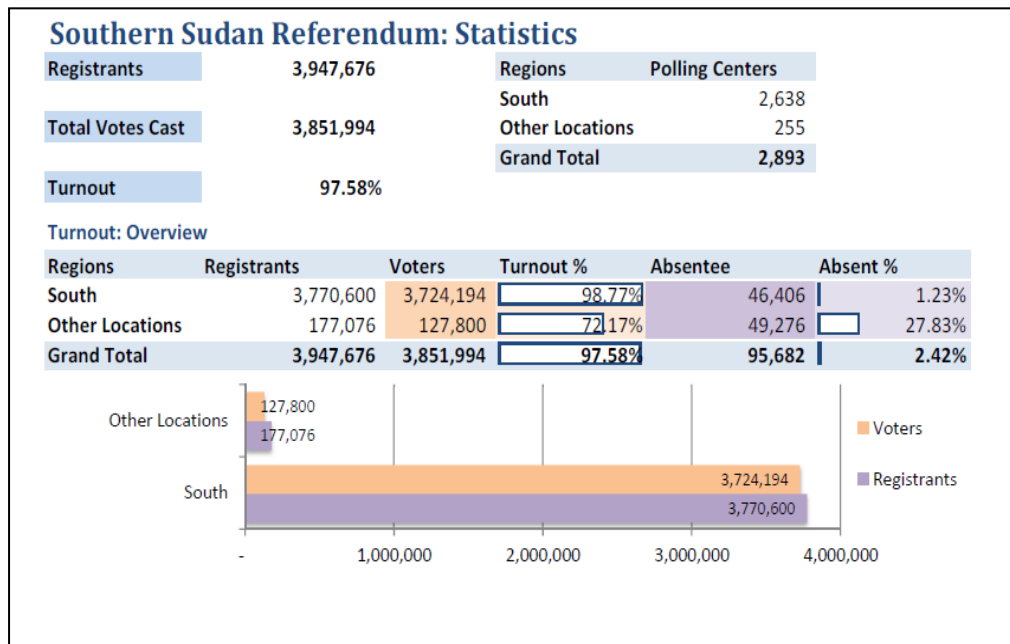 Southern Sudan Referendum: Statistics
Registrants 3,947,676
Total Votes Cast 3,851,994
Turnout 97.58%
Regions Polling Centers
South 2,638
Other Locations 255
Grand Total 2,893
Turnout: Overview
Regions Registrants Voters Turnout % Absentee Absent %
South 3,770,600 3,724,194 98.77% 46,406 1.23%
Other Locations 177,076 127,800 72.17% 49,276 27.83%
Grand Total 3,947,676 3,851,994 97.58% 95,682 2.42%
Other Locations
127,800
177,076
South
3,724,194
3,770,600
Voters
Registrants
- 1,000,000 2,000,000 3,000,000 4,000,000